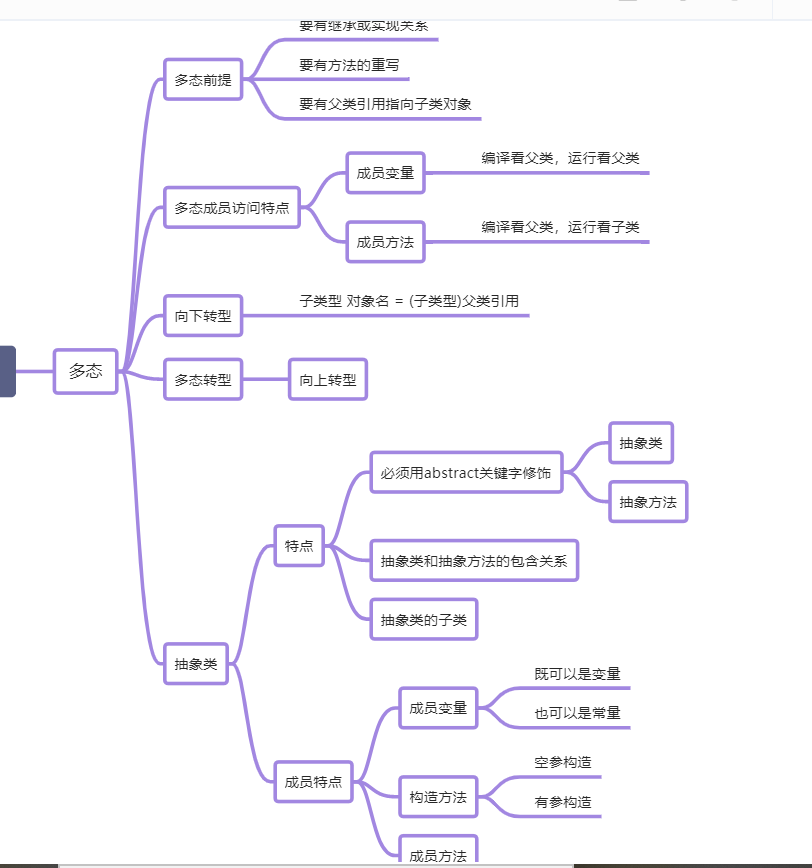 要有继承或实现关系
多态前提
要有方法的重写
要有父类引用指向子类对象
编译看父类，运行看父类
成员变量
多态成员访问特点
编译看父类，运行看子类
成员方法
子类型 对象名 = (子类型)父类引用
向下转型
多态
多态转型
向上转型
抽象类
必须用abstract关键字修饰
抽象方法
特点
抽象类和抽象方法的包含关系
抽象类的子类
抽象类
既可以是变量
成员变量
也可以是常量
成员特点
空参构造
构造方法
有参构造
成员方法